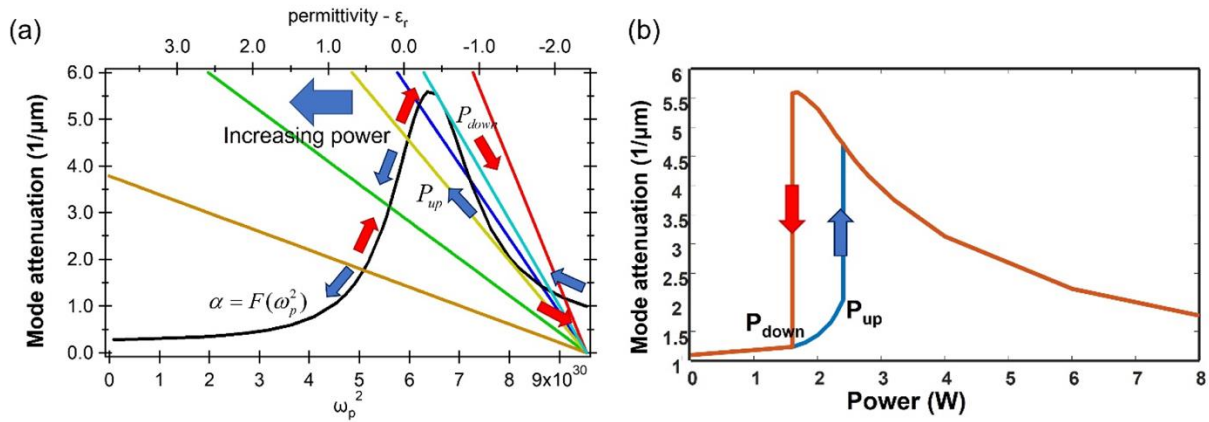 (a)
permittivity - εr
3.0 2.0 1.0 0.0 -1.0 -2.0
Mode attenuation (1/μm)
6.0
5.0
4.0
3.0
2.0
1.0
0.0
Increasing power
Pdown
Pup
α = F(ωp²)
0 1 2 3 4 5 6 7 8 9x10³⁰
ωp²
(b)
Mode attenuation (1/μm)
6
5.5
5
4.5
4
3.5
3
2.5
2
1.5
1
Pdown
Pup
0 1 2 3 4 5 6 7 8
Power (W)